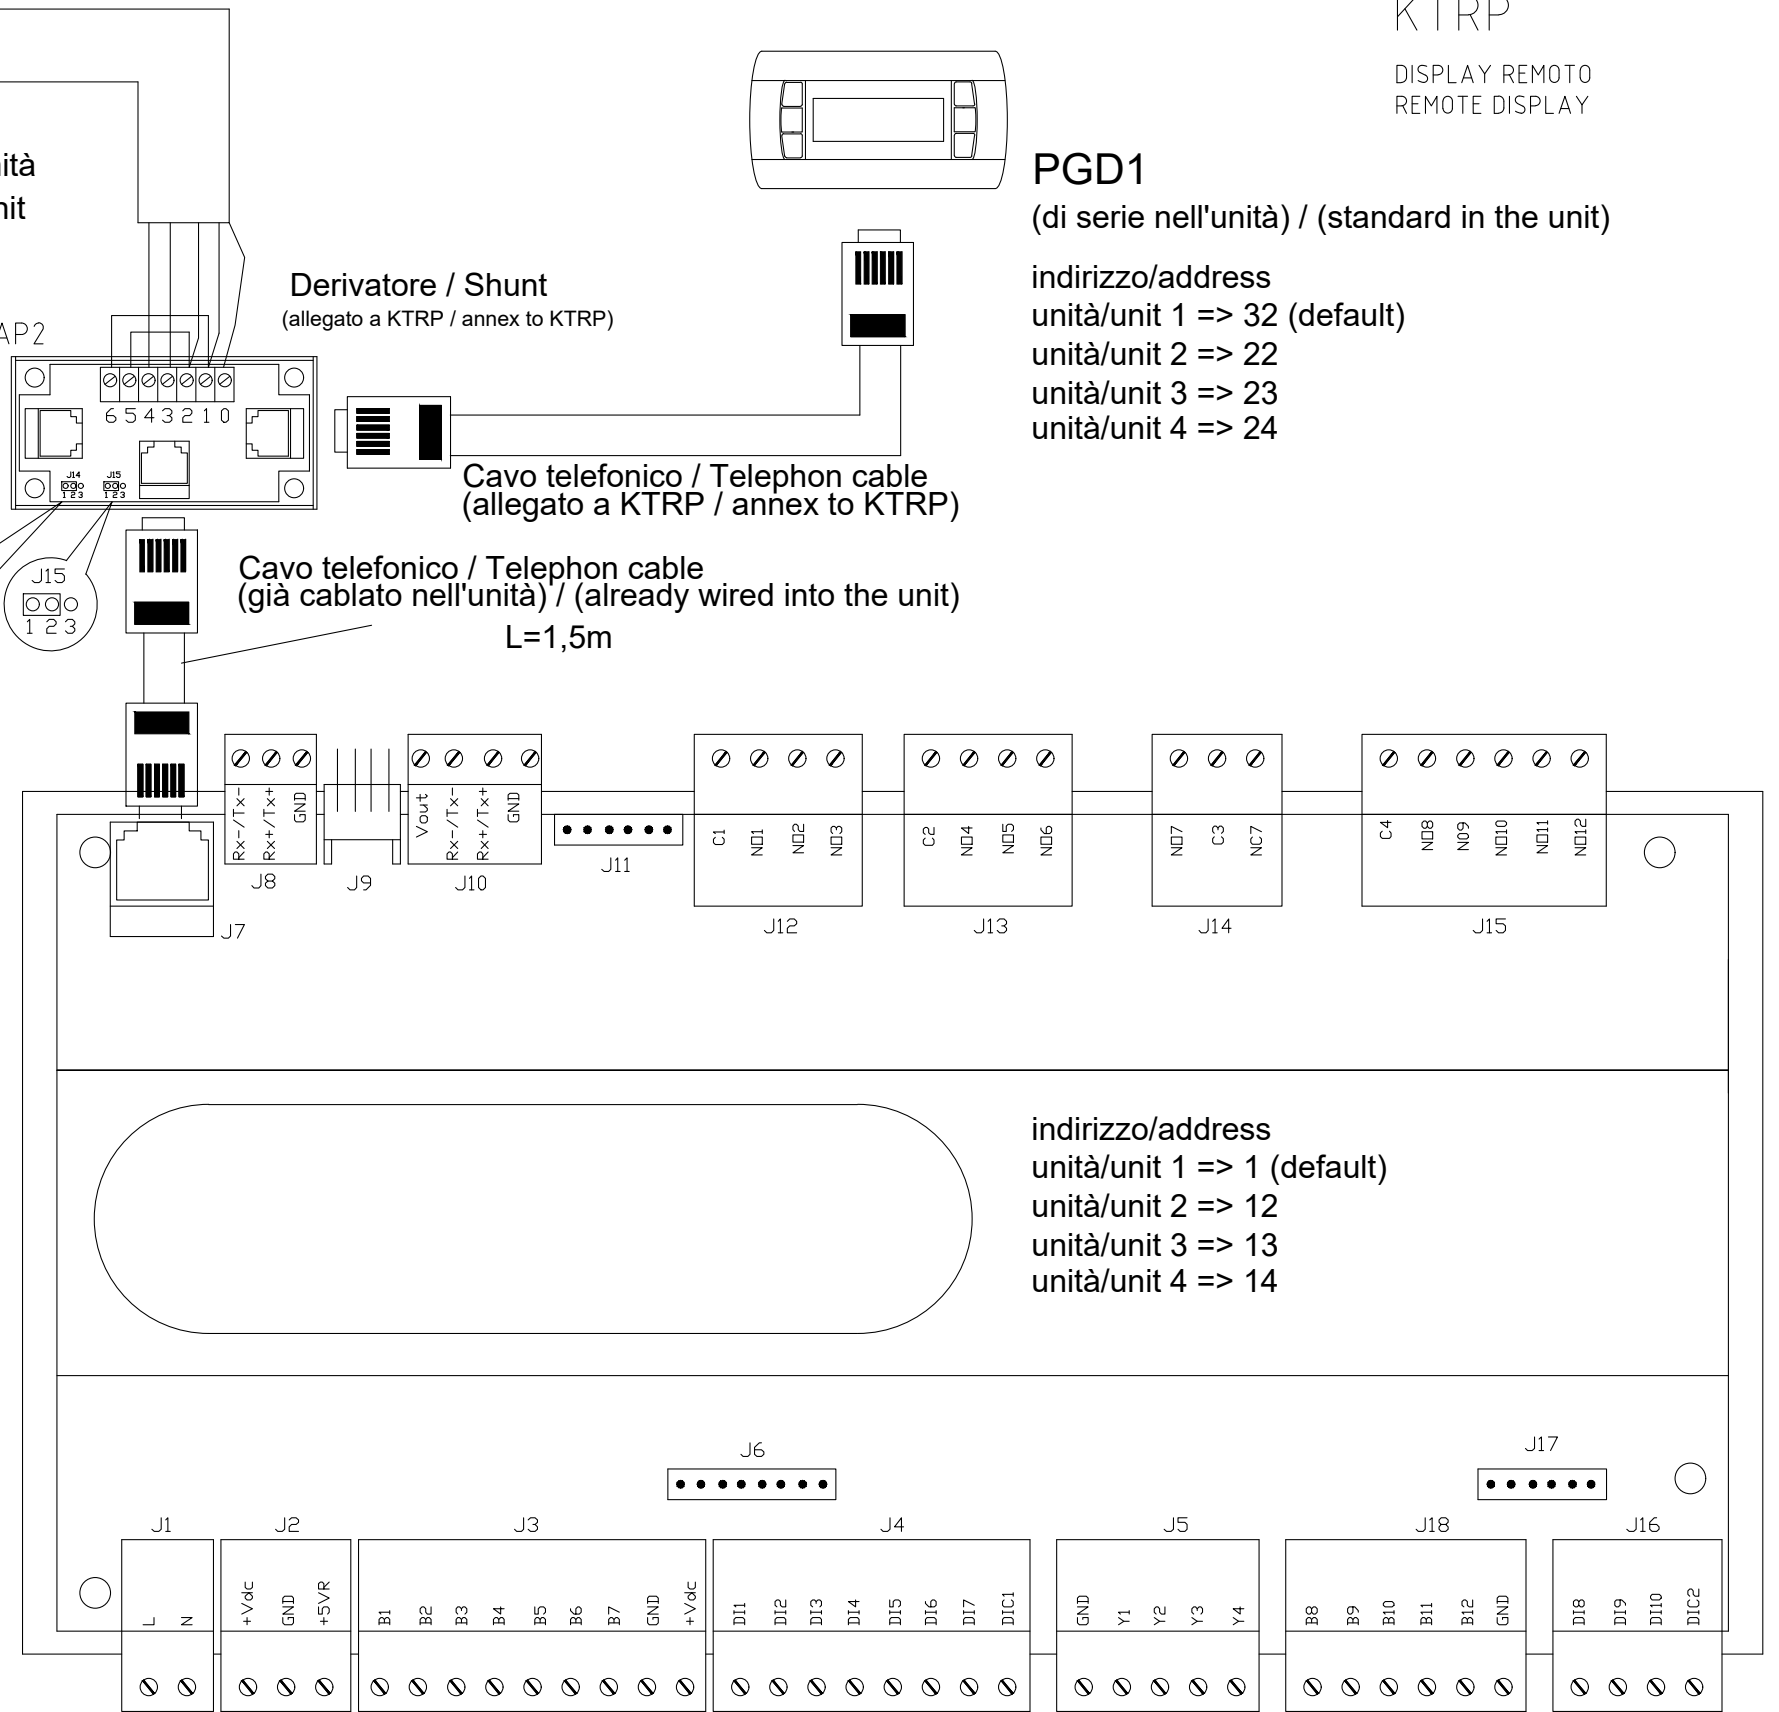 KTRP
DISPLAY REMOTO
REMOTE DISPLAY
PGD1
(di serie nell'unità) / (standard in the unit)
indirizzo/address
unità/unit 1 => 32 (default)
unità/unit 2 => 22
unità/unit 3 => 23
unità/unit 4 => 24
Derivatore / Shunt
(allegato a KTRP / annex to KTRP)
AP2
6 5 4 3 2 1 0
J14
1 2 3
J15
1 2 3
Cavo telefonico / Telephon cable
(allegato a KTRP / annex to KTRP)
J15
1 2 3
Cavo telefonico / Telephon cable
(già cablato nell'unità) / (already wired into the unit)
L=1,5m
J7
Rx-/Tx-
Rx+/Tx+
GND
J8
J9
Vout
Rx-/Tx-
Rx+/Tx+
GND
J10
J11
C1
NO1
NO2
NO3
J12
C2
NO4
NO5
NO6
J13
NO7
C3
NC7
J14
C4
NO8
NO9
NO10
NO11
NO12
J15
indirizzo/address
unità/unit 1 => 1 (default)
unità/unit 2 => 12
unità/unit 3 => 13
unità/unit 4 => 14
J6
J17
J1
L
N
J2
+Vdc
GND
+5VR
J3
B1
B2
B3
B4
B5
B6
B7
GND
+Vdc
J4
DI1
DI2
DI3
DI4
DI5
DI6
DI7
DIC1
J5
GND
Y1
Y2
Y3
Y4
J18
B8
B9
B10
B11
B12
GND
J16
DI8
DI9
DI10
DIC2